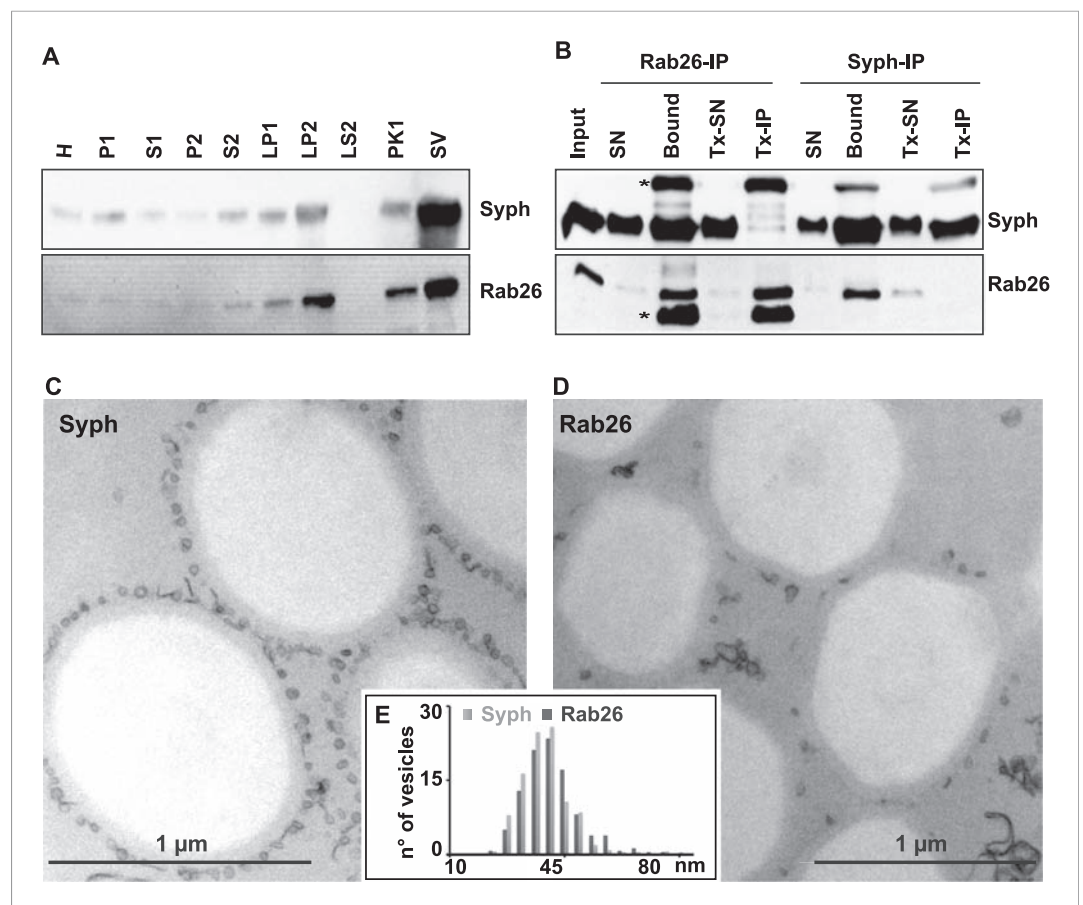 A
H P1 S1 P2 S2 LP1 LP2 LS2 PK1 SV
Syph
Rab26
B
Rab26-IP Syph-IP
Input SN Bound Tx-SN Tx-IP SN Bound Tx-SN Tx-IP
*
Syph
Rab26
*
C
Syph
1 µm
D
Rab26
1 µm
E
Syph Rab26
n° of vesicles
30
15
0
10 45 80 nm